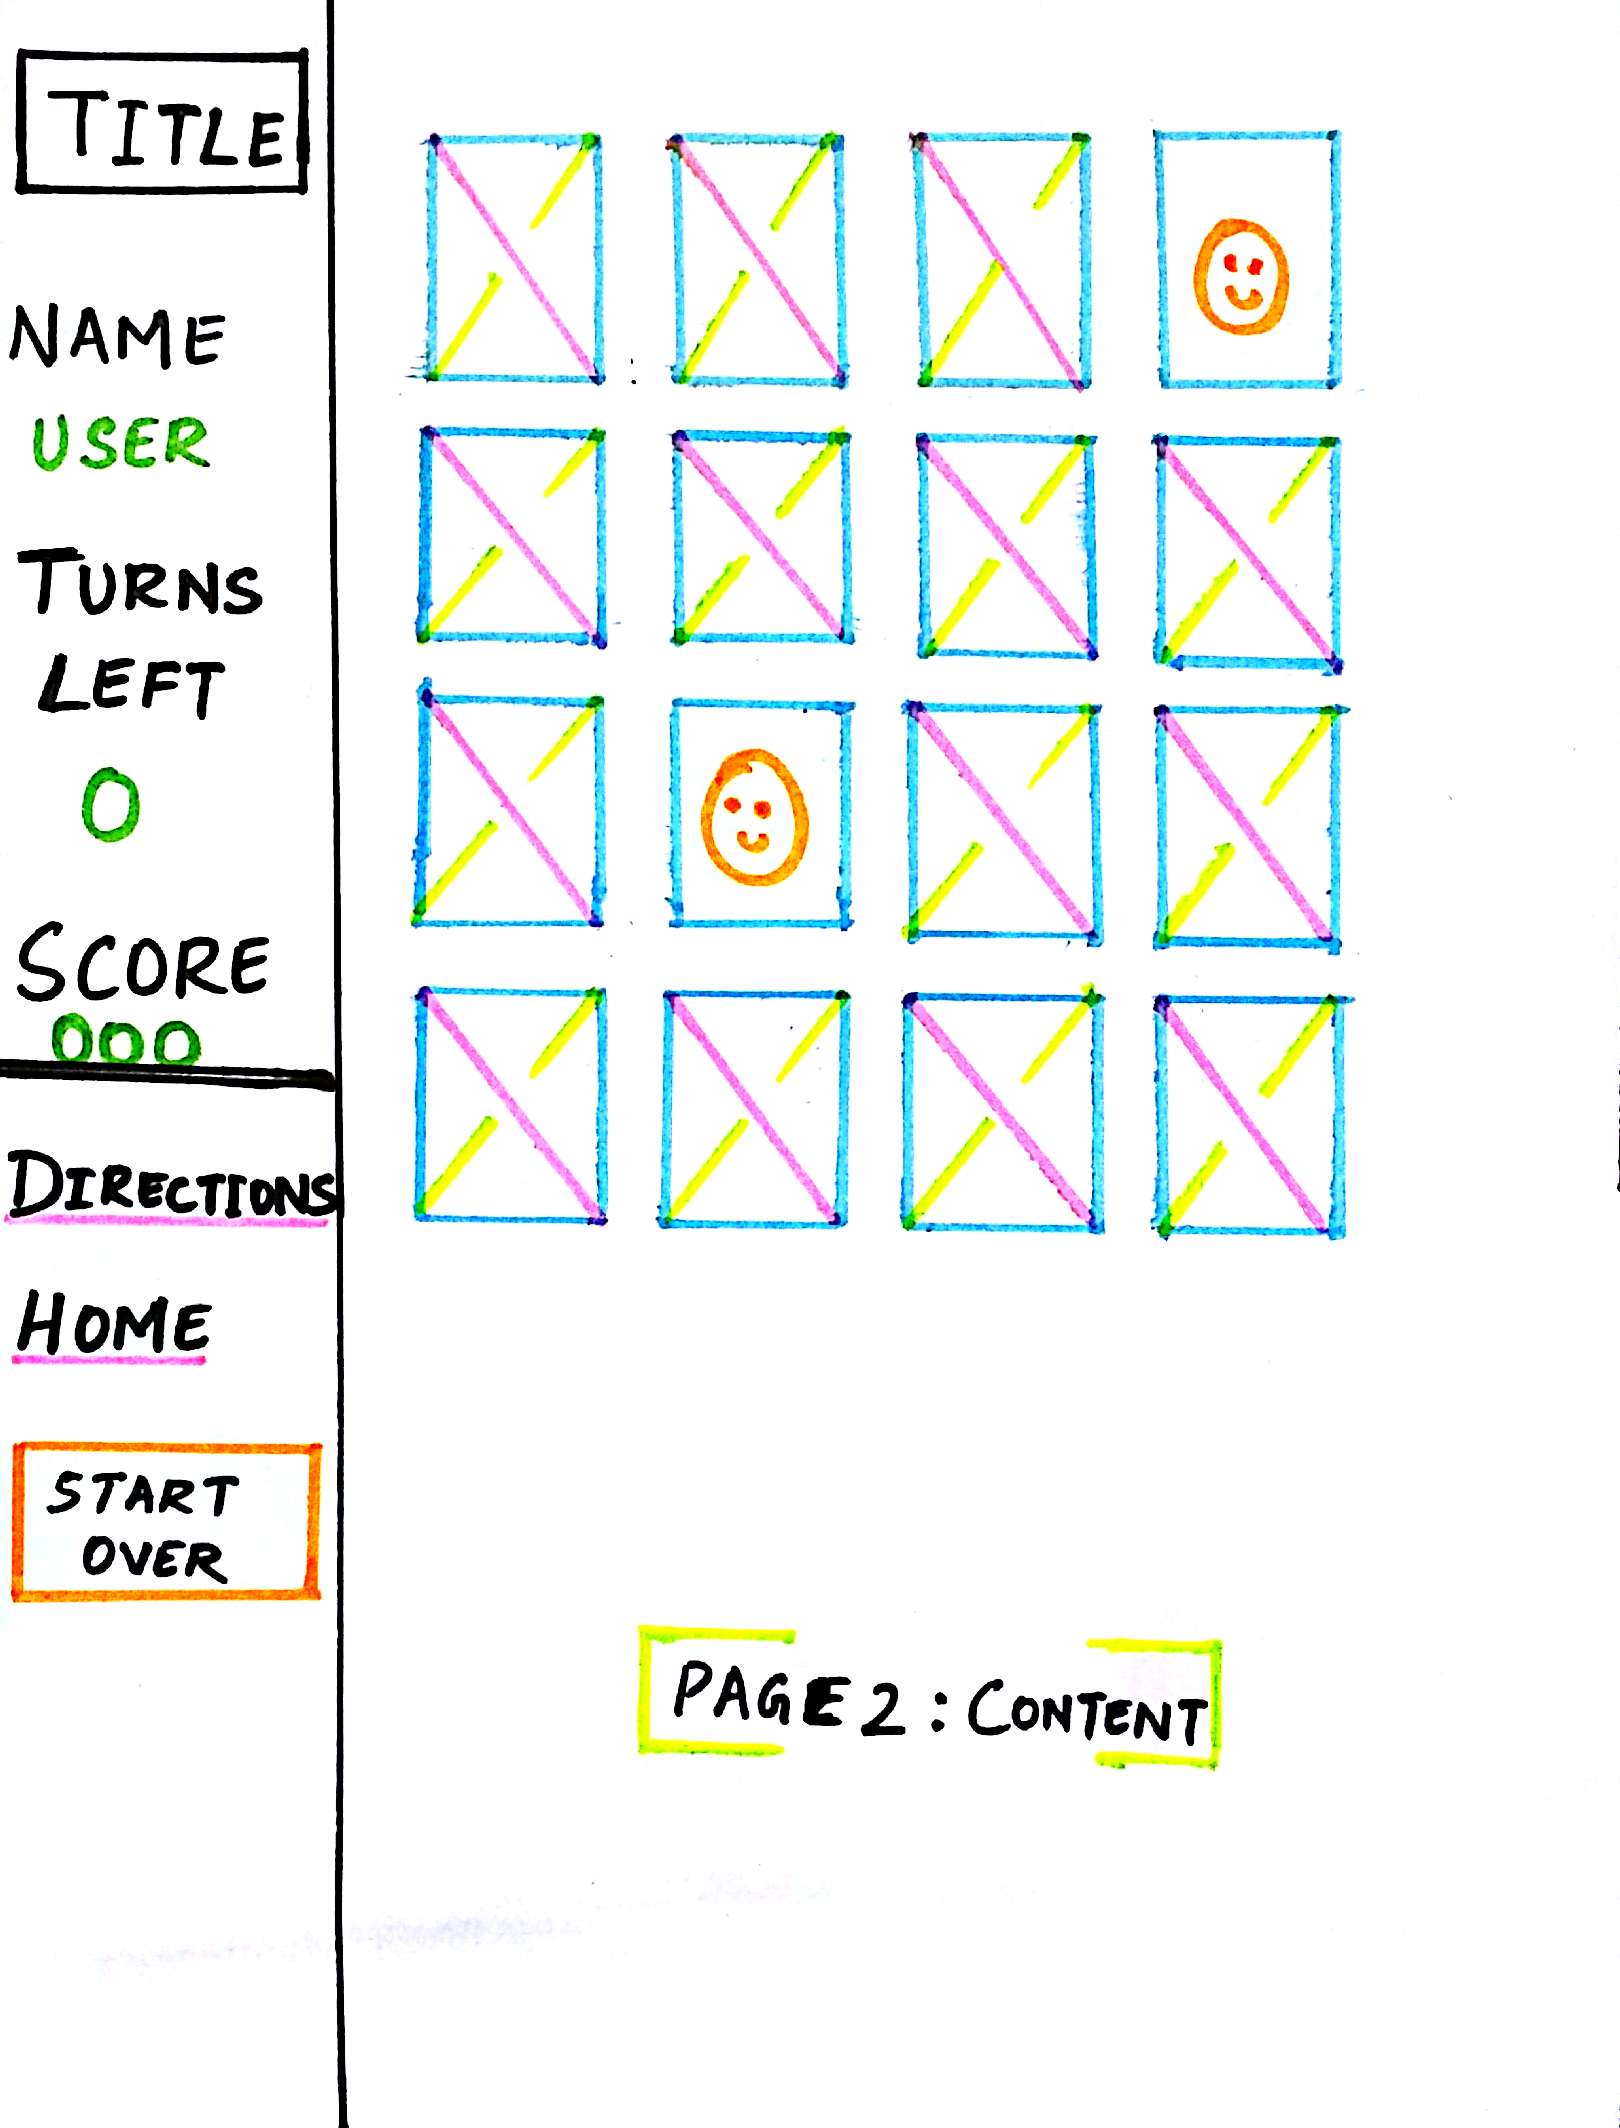 TITLE
NAME
USER
TURNS
LEFT
0
SCORE
000
DIRECTIONS
HOME
START
OVER
PAGE 2 : CONTENT